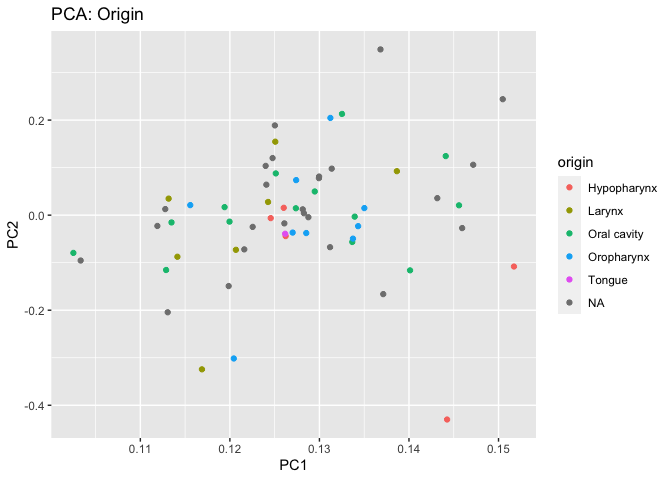 PCA: Origin
0.2
0.0
-0.2
-0.4
PC2
0.11
0.12
0.13
0.14
0.15
PC1
origin
Hypopharynx
Larynx
Oral cavity
Oropharynx
Tongue
NA